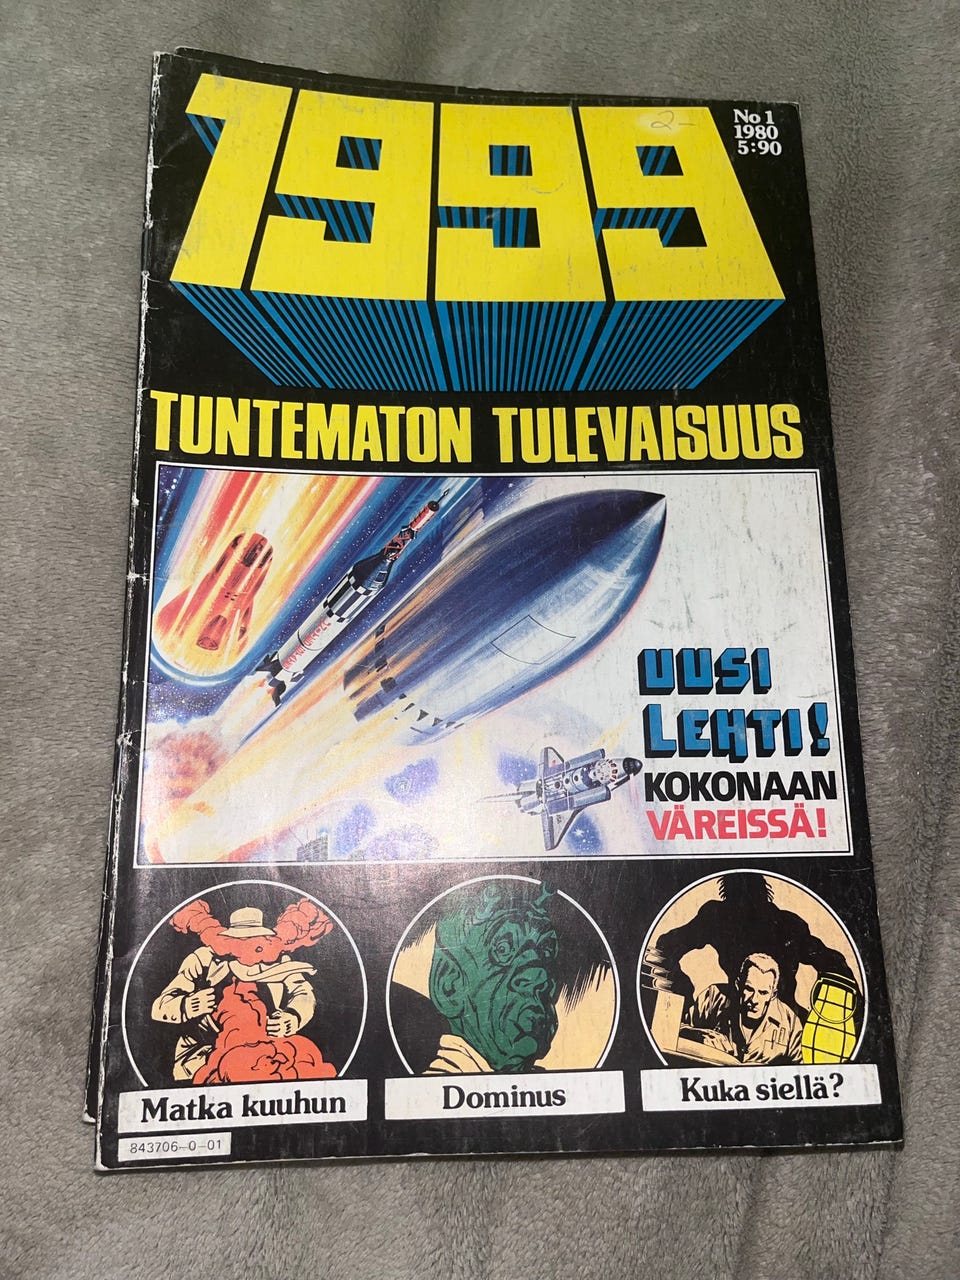 1999
2-
No 1
1980
5:90
TUNTEMATON TULEVAISUUS
UUSI
LEHTI!
KOKONAAN
VÄREISSÄ!
Matka kuuhun
Dominus
Kuka siellä?
843706-0-01